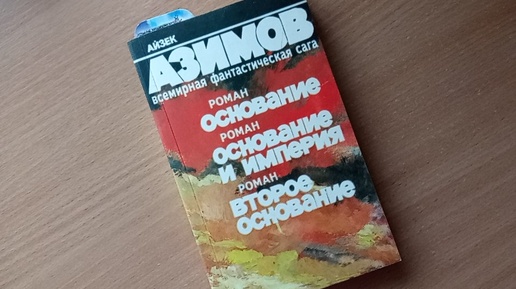 АЙЗЕК
АЗИМОВ
всемирная фантастическая сага
РОМАН
ОСНОВАНИЕ
РОМАН
ОСНОВАНИЕ
И ИМПЕРИЯ
РОМАН
ВТОРОЕ
ОСНОВАНИЕ